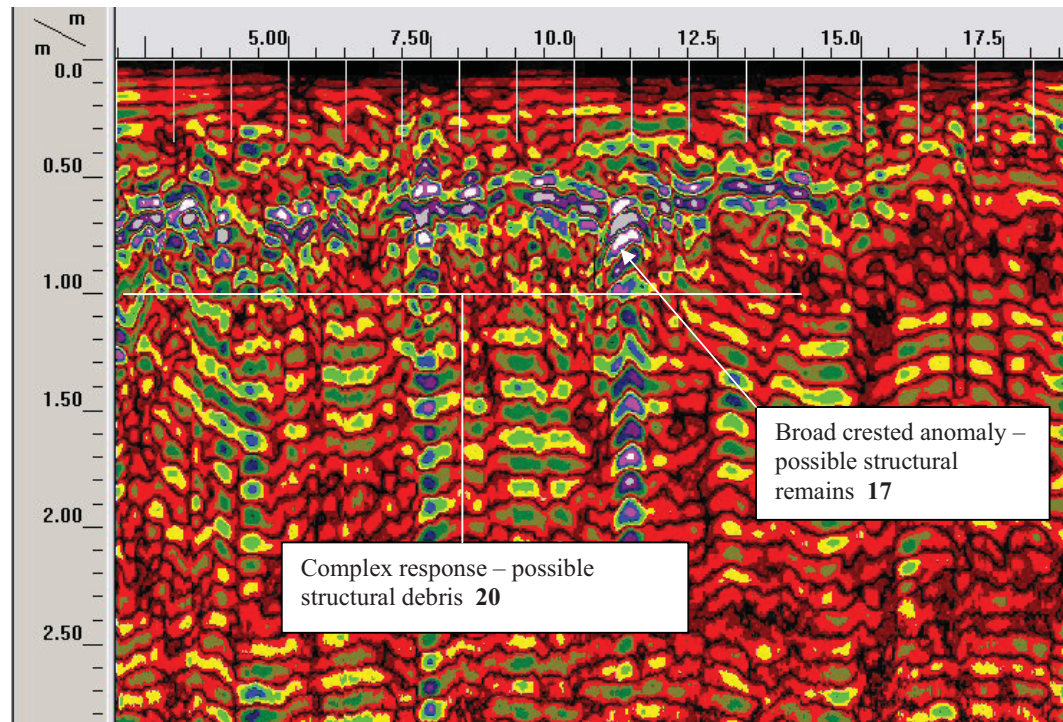 m
m
5.00 7.50 10.0 12.5 15.0 17.5
0.0
0.50
1.00
1.50
2.00
2.50
Broad crested anomaly –
possible structural
remains 17
Complex response – possible
structural debris 20